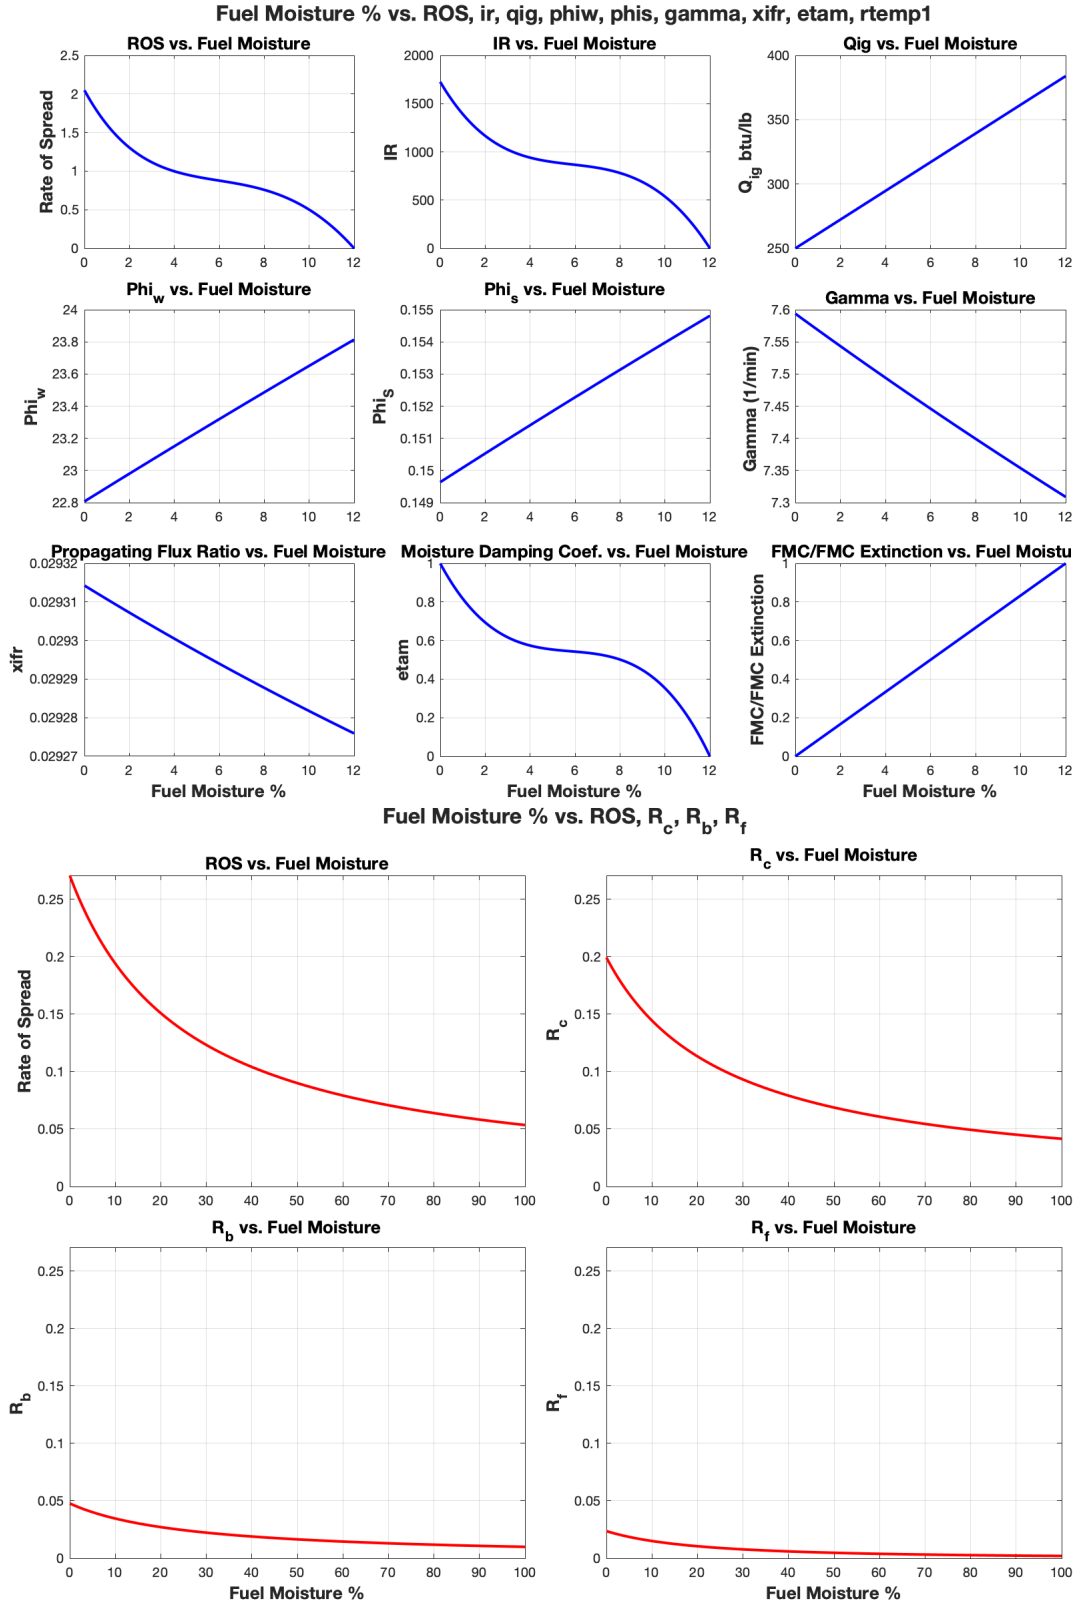 Fuel Moisture % vs. ROS, ir, qig, phiw, phis, gamma, xifr, etam, rtemp1
ROS vs. Fuel Moisture
Rate of Spread
2.5
2
1.5
1
0.5
0
0 2 4 6 8 10 12
IR vs. Fuel Moisture
IR
2000
1500
1000
500
0
0 2 4 6 8 10 12
Qig vs. Fuel Moisture
Q_ig btu/lb
400
350
300
250
0 2 4 6 8 10 12
Phi_w vs. Fuel Moisture
Phi_w
24
23.8
23.6
23.4
23.2
23
22.8
0 2 4 6 8 10 12
Phi_s vs. Fuel Moisture
Phi_S
0.155
0.154
0.153
0.152
0.151
0.15
0.149
0 2 4 6 8 10 12
Gamma vs. Fuel Moisture
Gamma (1/min)
7.6
7.55
7.5
7.45
7.4
7.35
7.3
0 2 4 6 8 10 12
Propagating Flux Ratio vs. Fuel Moisture
xifr
0.02932
0.02931
0.0293
0.02929
0.02928
0.02927
0 2 4 6 8 10 12
Fuel Moisture %
Moisture Damping Coef. vs. Fuel Moisture
etam
1
0.8
0.6
0.4
0.2
0
0 2 4 6 8 10 12
Fuel Moisture %
FMC/FMC Extinction vs. Fuel Moistu
FMC/FMC Extinction
1
0.8
0.6
0.4
0.2
0
0 2 4 6 8 10 12
Fuel Moisture %
Fuel Moisture % vs. ROS, R_c, R_b, R_f
ROS vs. Fuel Moisture
Rate of Spread
0.25
0.2
0.15
0.1
0.05
0
0 10 20 30 40 50 60 70 80 90 100
R_c vs. Fuel Moisture
R_c
0.25
0.2
0.15
0.1
0.05
0
0 10 20 30 40 50 60 70 80 90 100
R_b vs. Fuel Moisture
R_b
0.25
0.2
0.15
0.1
0.05
0
0 10 20 30 40 50 60 70 80 90 100
Fuel Moisture %
R_f vs. Fuel Moisture
R_f
0.25
0.2
0.15
0.1
0.05
0
0 10 20 30 40 50 60 70 80 90 100
Fuel Moisture %